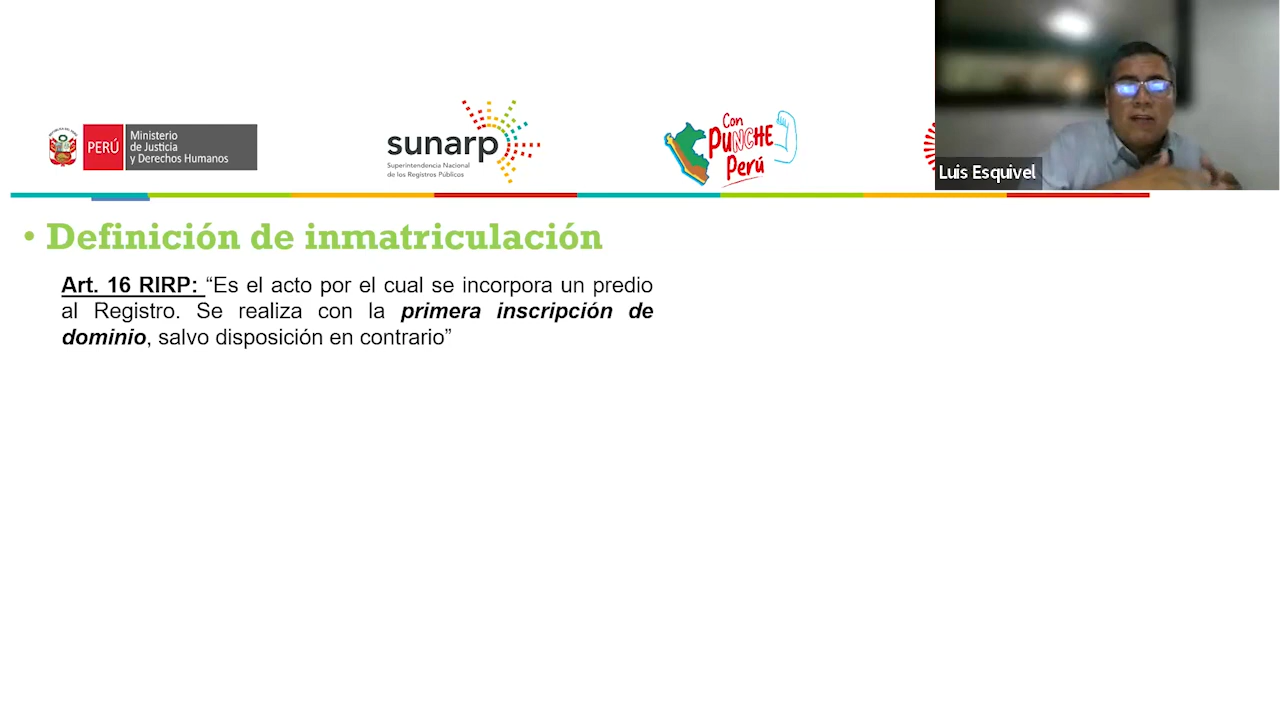 PERÚ
Ministerio
de Justicia
y Derechos Humanos
sunarp
Superintendencia Nacional
de los Registros Públicos
Con
PUNCHE
Perú
Luis Esquivel
• Definición de inmatriculación
Art. 16 RIRP: “Es el acto por el cual se incorpora un predio
al Registro. Se realiza con la primera inscripción de
dominio, salvo disposición en contrario”